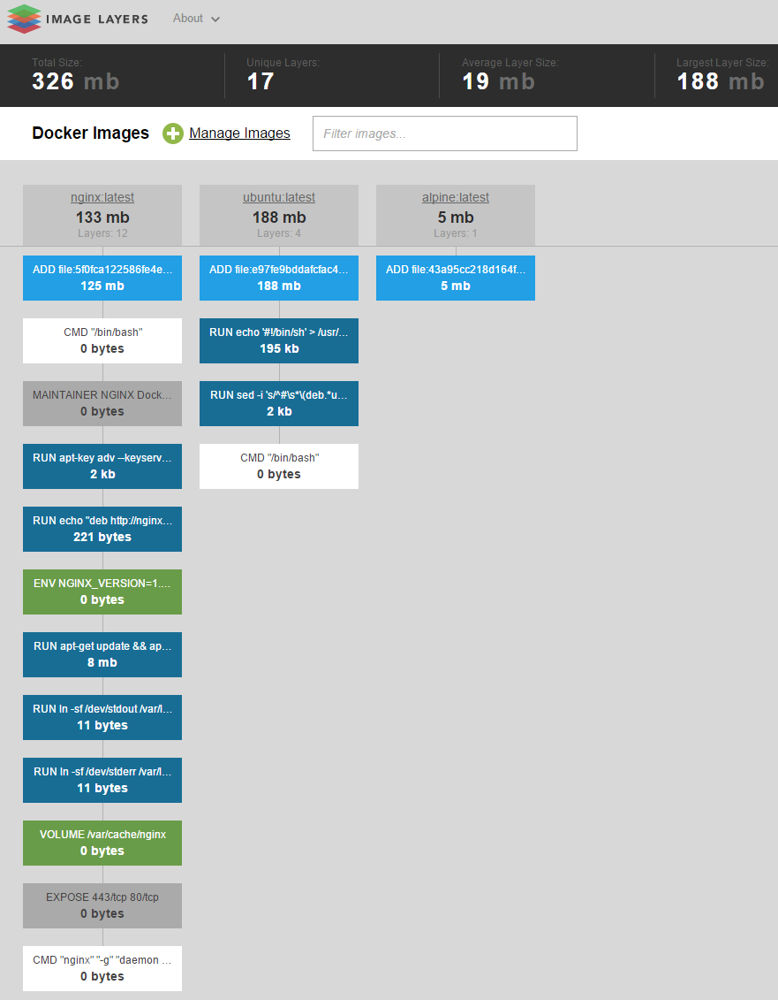 IMAGE LAYERS
About
Total Size:
326 mb
Unique Layers:
17
Average Layer Size:
19 mb
Largest Layer Size:
188 mb
Docker Images
Manage Images
Filter images...
nginx:latest
133 mb
Layers: 12
ADD file:5f0fca122586fe4e...
125 mb
CMD "/bin/bash"
0 bytes
MAINTAINER NGINX Dock...
0 bytes
RUN apt-key adv --keyserv...
2 kb
RUN echo "deb http://nginx...
221 bytes
ENV NGINX_VERSION=1....
0 bytes
RUN apt-get update && ap...
8 mb
RUN ln -sf /dev/stdout /var/l...
11 bytes
RUN ln -sf /dev/stderr /var/l...
11 bytes
VOLUME /var/cache/nginx
0 bytes
EXPOSE 443/tcp 80/tcp
0 bytes
CMD "nginx" "-g" "daemon ...
0 bytes
ubuntu:latest
188 mb
Layers: 4
ADD file:e97fe9bddafcfac4...
188 mb
RUN echo '#!/bin/sh' > /usr/...
195 kb
RUN sed -i 's/^#\s*\(deb.*u...
2 kb
CMD "/bin/bash"
0 bytes
alpine:latest
5 mb
Layers: 1
ADD file:43a95cc218d164f...
5 mb